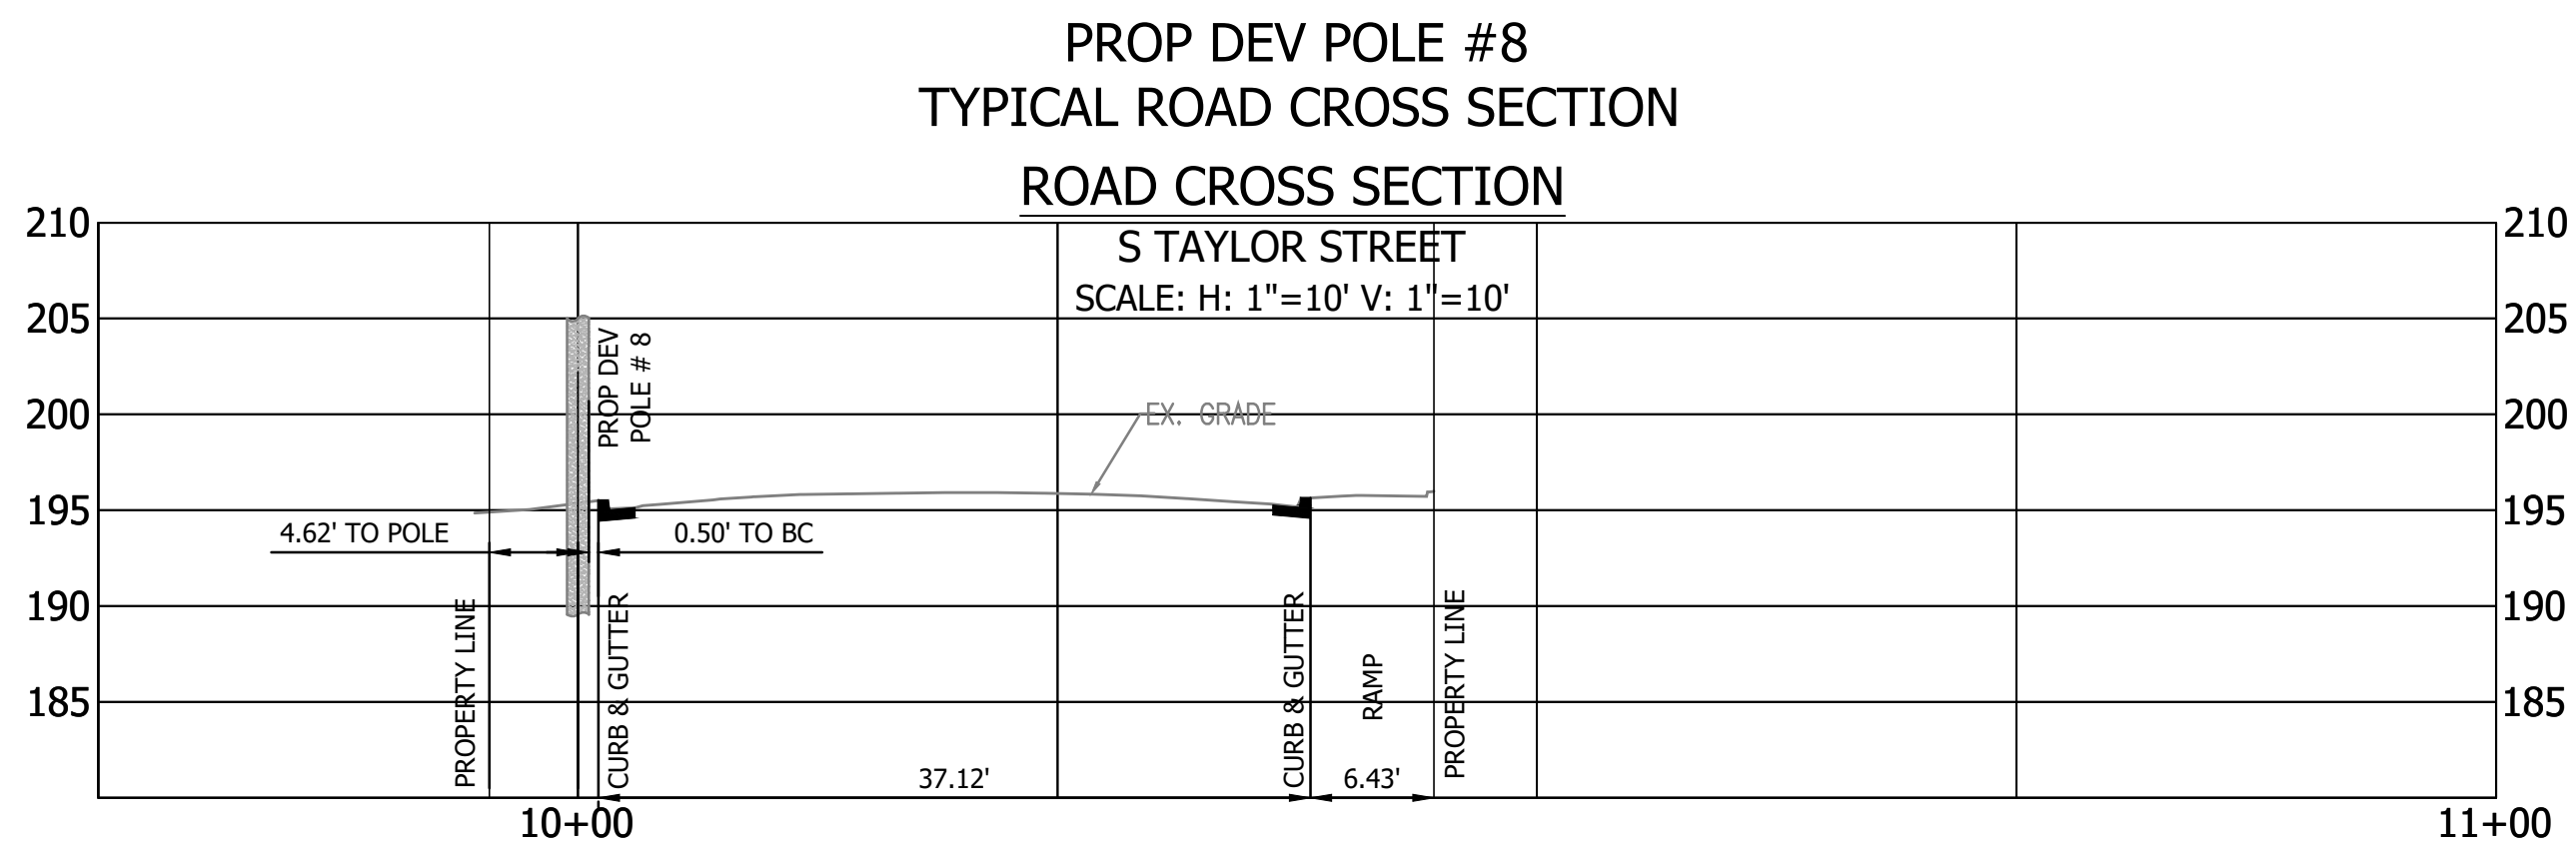 PROP DEV POLE #8
TYPICAL ROAD CROSS SECTION
ROAD CROSS SECTION
S TAYLOR STREET
SCALE: H: 1"=10' V: 1"=10'
210
210
205
205
PROP DEV
POLE # 8
200
EX. GRADE
200
195
195
4.62' TO POLE
0.50' TO BC
190
190
185
185
PROPERTY LINE
CURB & GUTTER
37.12'
CURB & GUTTER
RAMP
6.43'
PROPERTY LINE
10+00
11+00